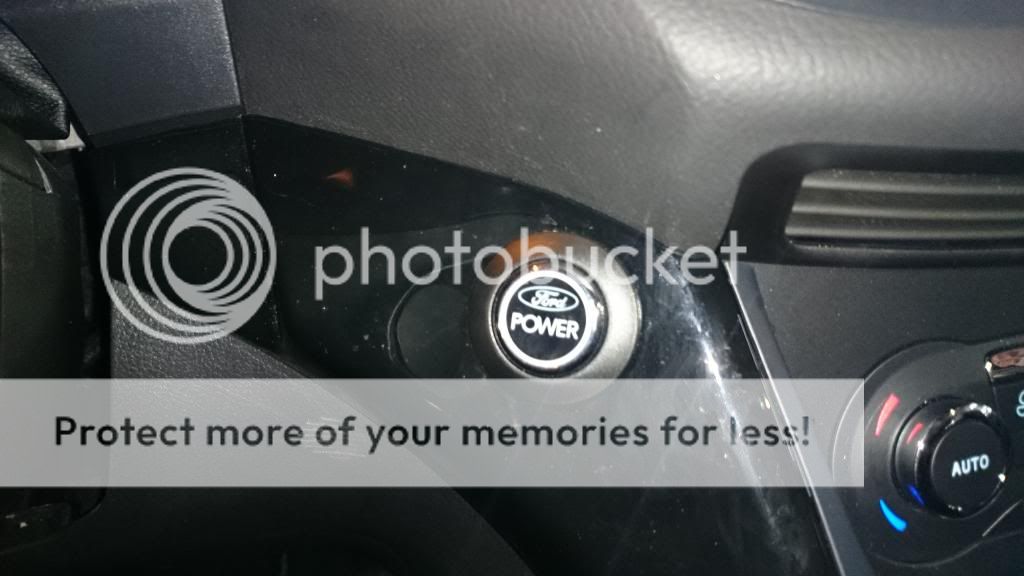 photobucket
Ford
POWER
Protect more of your memories for less!
AUTO